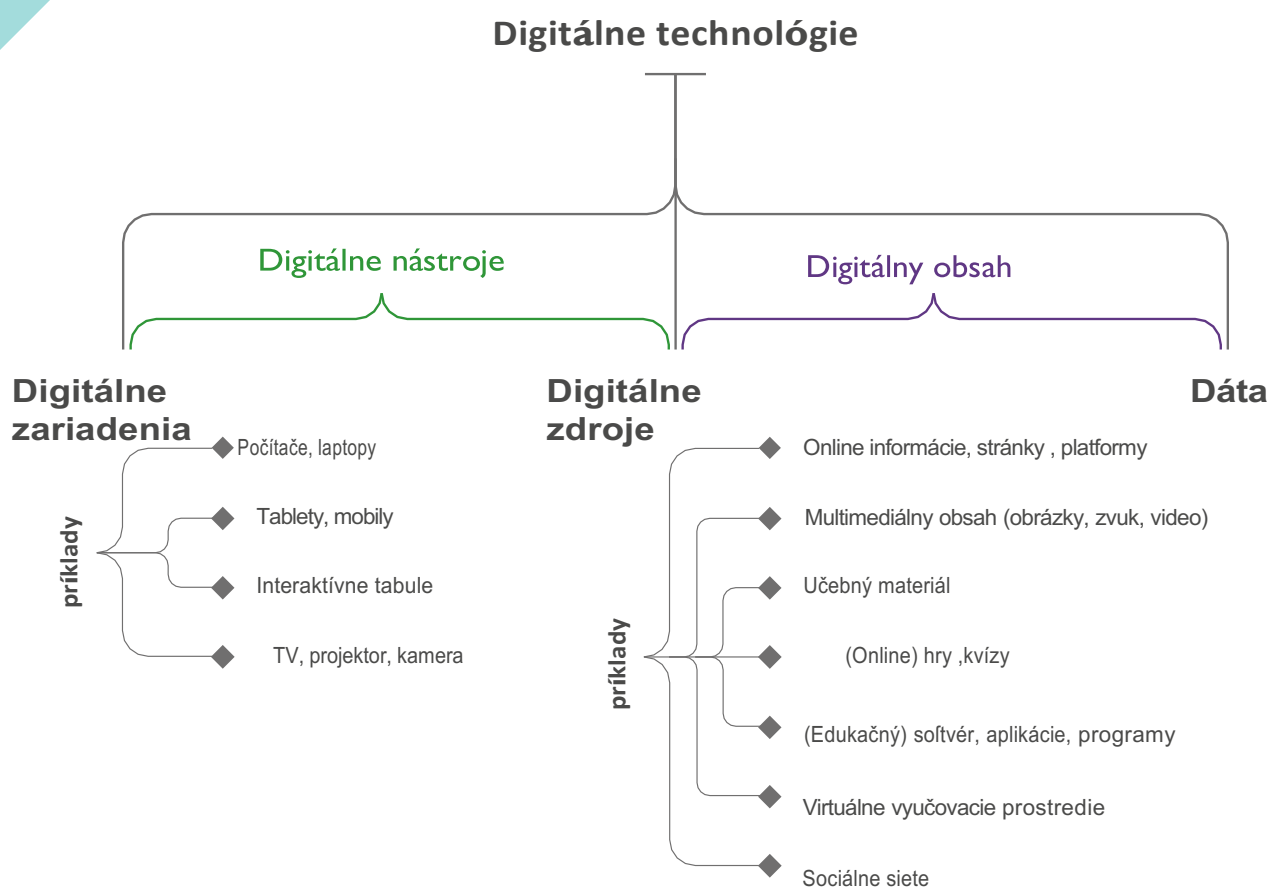 Digitálne technológie
Digitálne nástroje
Digitálny obsah
Digitálne
zariadenia
príklady
Počítače, laptopy
Tablety, mobily
Interaktívne tabule
TV, projektor, kamera
Digitálne
zdroje
príklady
Online informácie, stránky , platformy
Multimediálny obsah (obrázky, zvuk, video)
Učebný materiál
(Online) hry ,kvízy
(Edukačný) softvér, aplikácie, programy
Virtuálne vyučovacie prostredie
Sociálne siete
Dáta